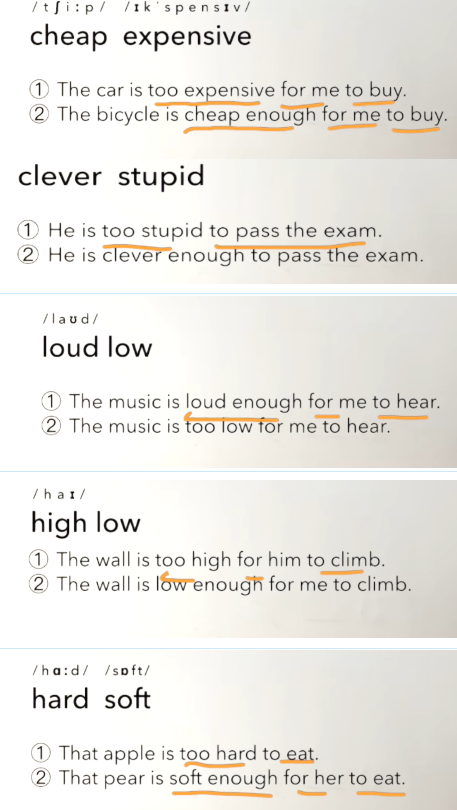 /tʃi:p/ /ɪkˈspensɪv/
cheap expensive
① The car is too expensive for me to buy.
② The bicycle is cheap enough for me to buy.
clever stupid
① He is too stupid to pass the exam.
② He is clever enough to pass the exam.
/laʊd/
loud low
① The music is loud enough for me to hear.
② The music is too low for me to hear.
/haɪ/
high low
① The wall is too high for him to climb.
② The wall is low enough for me to climb.
/hɑ:d/ /sɒft/
hard soft
① That apple is too hard to eat.
② That pear is soft enough for her to eat.